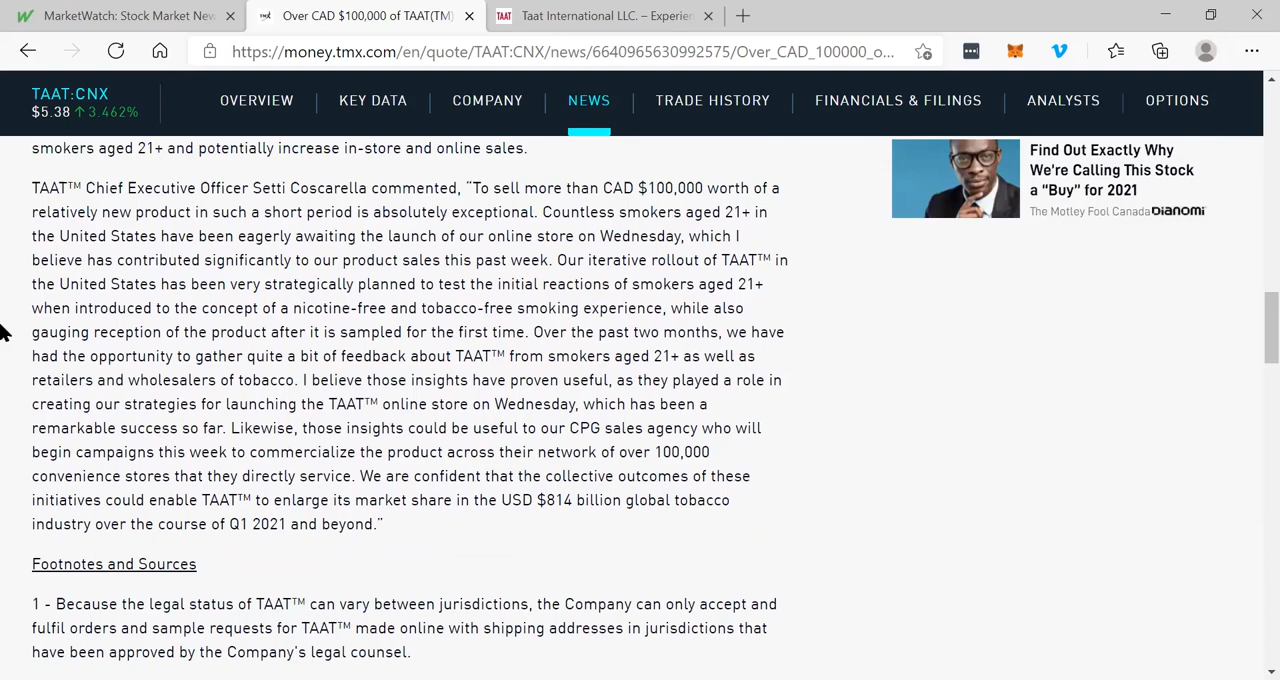 MarketWatch: Stock Market New
Over CAD $100,000 of TAAT(TM)
TAAT
Taat International LLC. – Experien
https://money.tmx.com/en/quote/TAAT:CNX/news/6640965630992575/Over_CAD_100000_o...
TAAT:CNX
$5.38 ↑ 3.462%
OVERVIEW
KEY DATA
COMPANY
NEWS
TRADE HISTORY
FINANCIALS & FILINGS
ANALYSTS
OPTIONS
smokers aged 21+ and potentially increase in-store and online sales.
TAAT™ Chief Executive Officer Setti Coscarella commented, “To sell more than CAD $100,000 worth of a
relatively new product in such a short period is absolutely exceptional. Countless smokers aged 21+ in
the United States have been eagerly awaiting the launch of our online store on Wednesday, which I
believe has contributed significantly to our product sales this past week. Our iterative rollout of TAAT™ in
the United States has been very strategically planned to test the initial reactions of smokers aged 21+
when introduced to the concept of a nicotine-free and tobacco-free smoking experience, while also
gauging reception of the product after it is sampled for the first time. Over the past two months, we have
had the opportunity to gather quite a bit of feedback about TAAT™ from smokers aged 21+ as well as
retailers and wholesalers of tobacco. I believe those insights have proven useful, as they played a role in
creating our strategies for launching the TAAT™ online store on Wednesday, which has been a
remarkable success so far. Likewise, those insights could be useful to our CPG sales agency who will
begin campaigns this week to commercialize the product across their network of over 100,000
convenience stores that they directly service. We are confident that the collective outcomes of these
initiatives could enable TAAT™ to enlarge its market share in the USD $814 billion global tobacco
industry over the course of Q1 2021 and beyond.”
Footnotes and Sources
1 - Because the legal status of TAAT™ can vary between jurisdictions, the Company can only accept and
fulfil orders and sample requests for TAAT™ made online with shipping addresses in jurisdictions that
have been approved by the Company's legal counsel.
Find Out Exactly Why
We're Calling This Stock
a “Buy” for 2021
The Motley Fool Canada DIANOMI